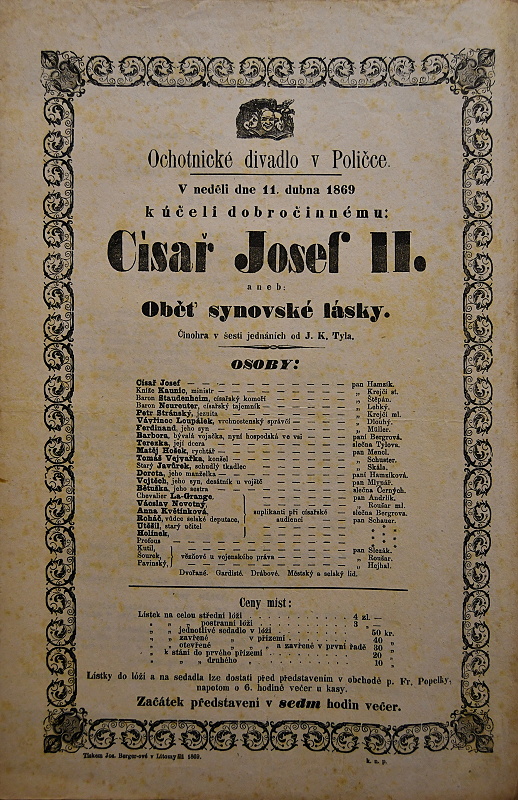 Ochotnické divadlo v Poličce.
V neděli dne 11. dubna 1869
k účeli dobročinnému:
Císař Josef II.
aneb:
Oběť synovské lásky.
Činohra v šesti jednáních od J. K. Tyla.
OSOBY:
Císař Josef — pan Hamzík.
Kníže Kaunic, ministr — „ Krejčí st.
Baron Staudenheim, císařský komoří — „ Štěpán.
Baron Neureuter, císařský tajemník — „ Lehký.
Petr Stránský, jezuita — „ Krejčí ml.
Vavřinec Loupálek, vrchnostenský správčí — „ Dlouhý.
Ferdinand, jeho syn — „ Müller.
Barbora, bývalá vojačka, nyní hospodská ve vsi — paní Bergrová.
Terezka, její dcera — slečna Tylova.
Matěj Hošek, rychtář — pan Mencl.
Tomáš Vejvařka, konšel — „ Schuster.
Starý Javůrek, schudlý tkadlec — „ Skála.
Dorota, jeho manželka — paní Hamzíková.
Vojtěch, jeho syn, desátník u vojště — pan Mlynář.
Bětuška, jeho sestra — slečna Černých.
Chevalier La-Grange, — pan Andrlík.
Václav Novotný, — „ Roušar ml.
Anna Květinková, suplikanti při císařské — slečna Bergrova.
Roháč, vůdce selské deputace, audiencí — pan Schauer.
Utěšil, starý učitel
Holínek,
Profous
Kutil, — pan Slezák.
Sourek, vězňové u vojenského práva — „ Roušar.
Pavinský, — „ Hejhal.
Dvořané. Gardisté. Drábové. Městský a selský lid.
Ceny míst:
Lístek na celou střední lóži . . . 4 zl. —
„ „ „ postranní lóži . . . 3 „
„ „ jednotlivé sedadlo v lóži . . . 50 kr.
„ „ zavřené „ v přízemí . . . 40 „
„ „ otevřené „ „ a zavřené v první řadě 30 „
„ k stání do prvého přízemí . . . 20 „
„ „ „ druhého „ . . . 10 „
Lístky do lóží a na sedadla lze dostati před představením v obchodě p. Fr. Popelky;
napotom o 6. hodině večer u kasy.
Začátek představení v sedm hodin večer.
Tiskem Jos. Berger-ové v Litomyšli 1869.
k. c. p.